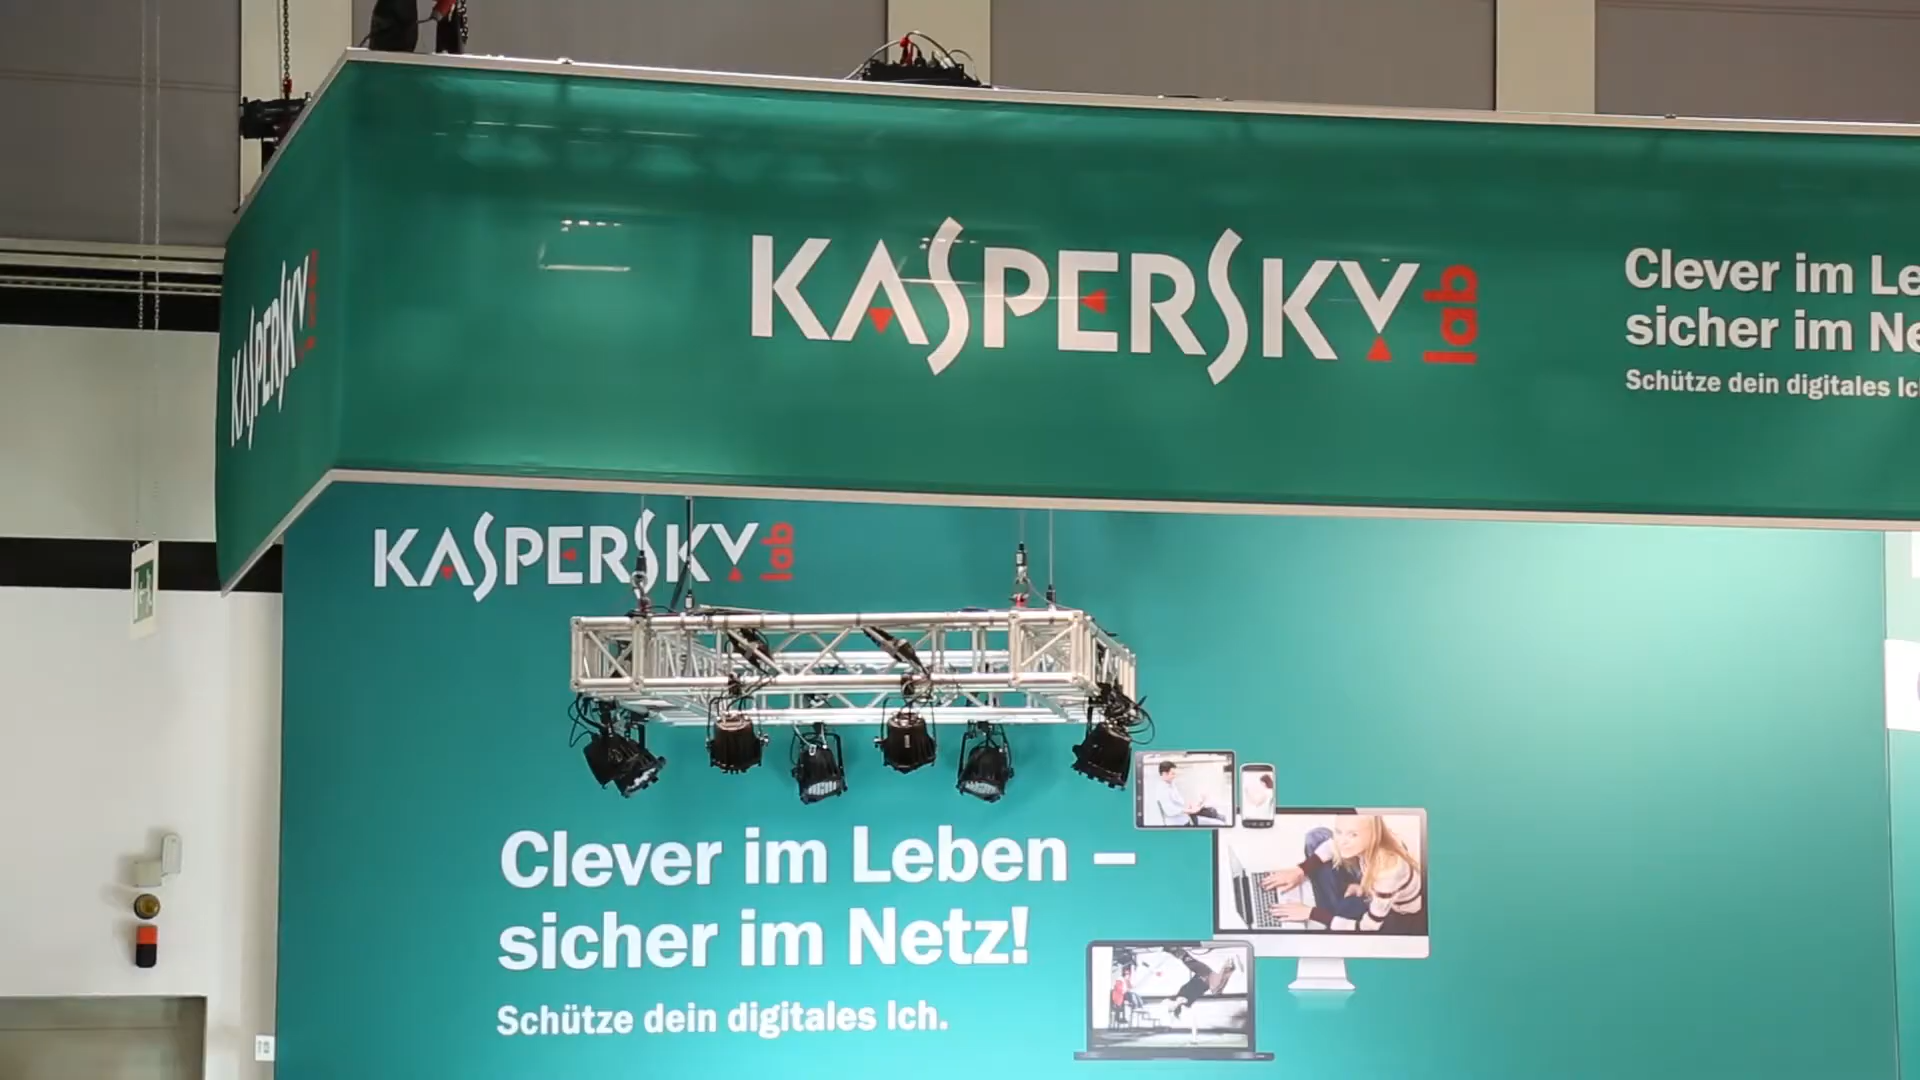 KASPERSKY lab
KASPERSKY lab
Clever im Le
sicher im Ne
Schütze dein digitales Ic
KASPERSKY lab
Clever im Leben –
sicher im Netz!
Schütze dein digitales Ich.